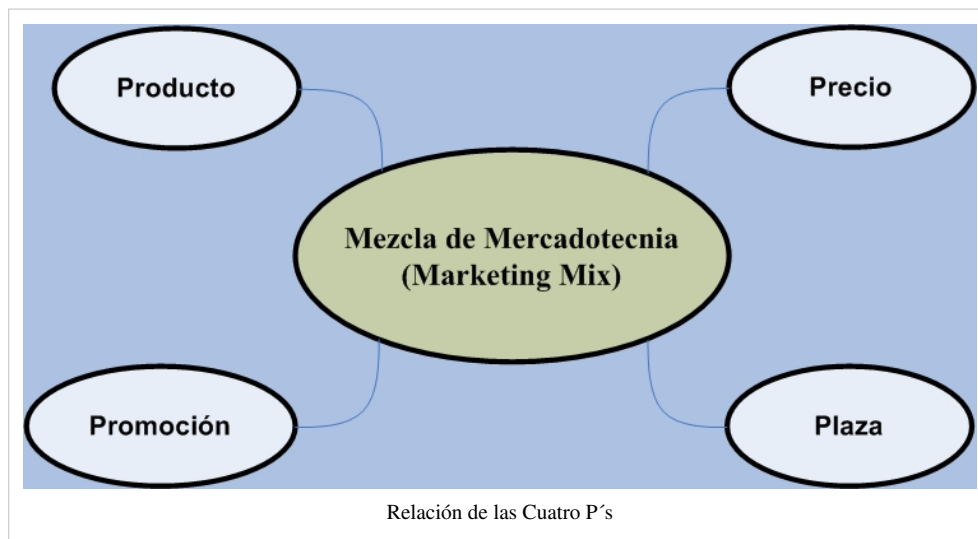 Producto
Precio
Mezcla de Mercadotecnia
(Marketing Mix)
Promoción
Plaza
Relación de las Cuatro P´s